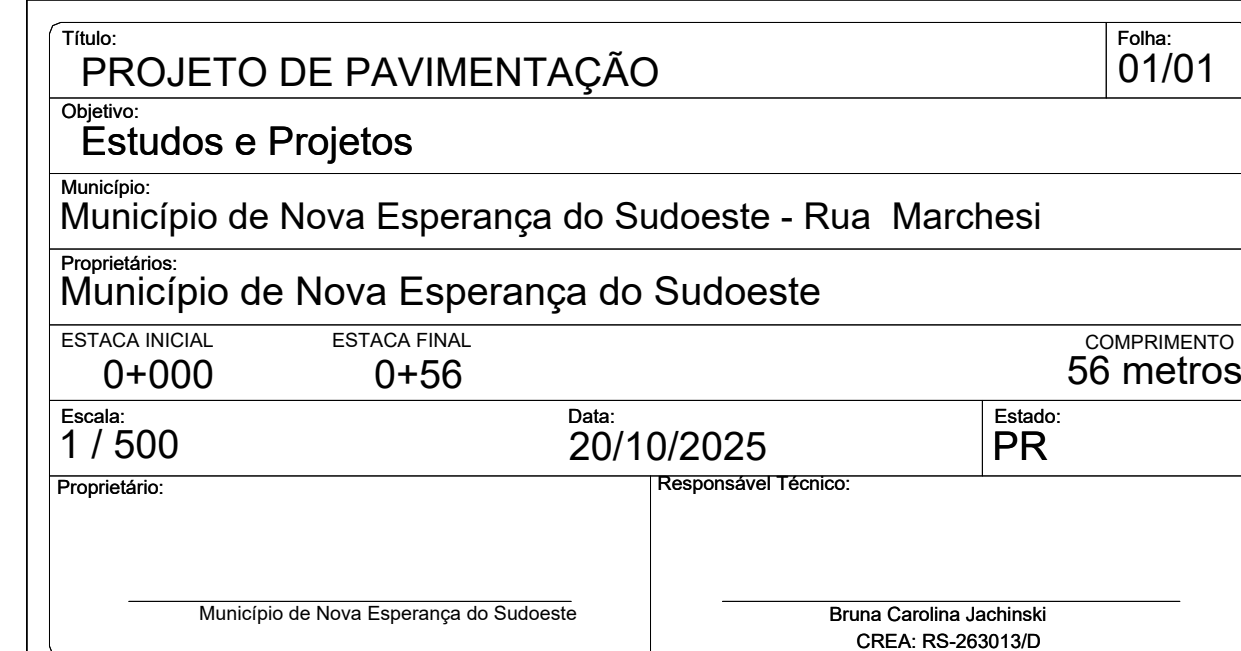 Título:
PROJETO DE PAVIMENTAÇÃO
Folha:
01/01
Objetivo:
Estudos e Projetos
Município:
Município de Nova Esperança do Sudoeste - Rua  Marchesi
Proprietários:
Município de Nova Esperança do Sudoeste
ESTACA INICIAL
0+000
ESTACA FINAL
0+56
COMPRIMENTO
56 metros
Escala:
1 / 500
Data:
20/10/2025
Estado:
PR
Proprietário:
Município de Nova Esperança do Sudoeste
Responsável Técnico:
Bruna Carolina Jachinski
CREA: RS-263013/D